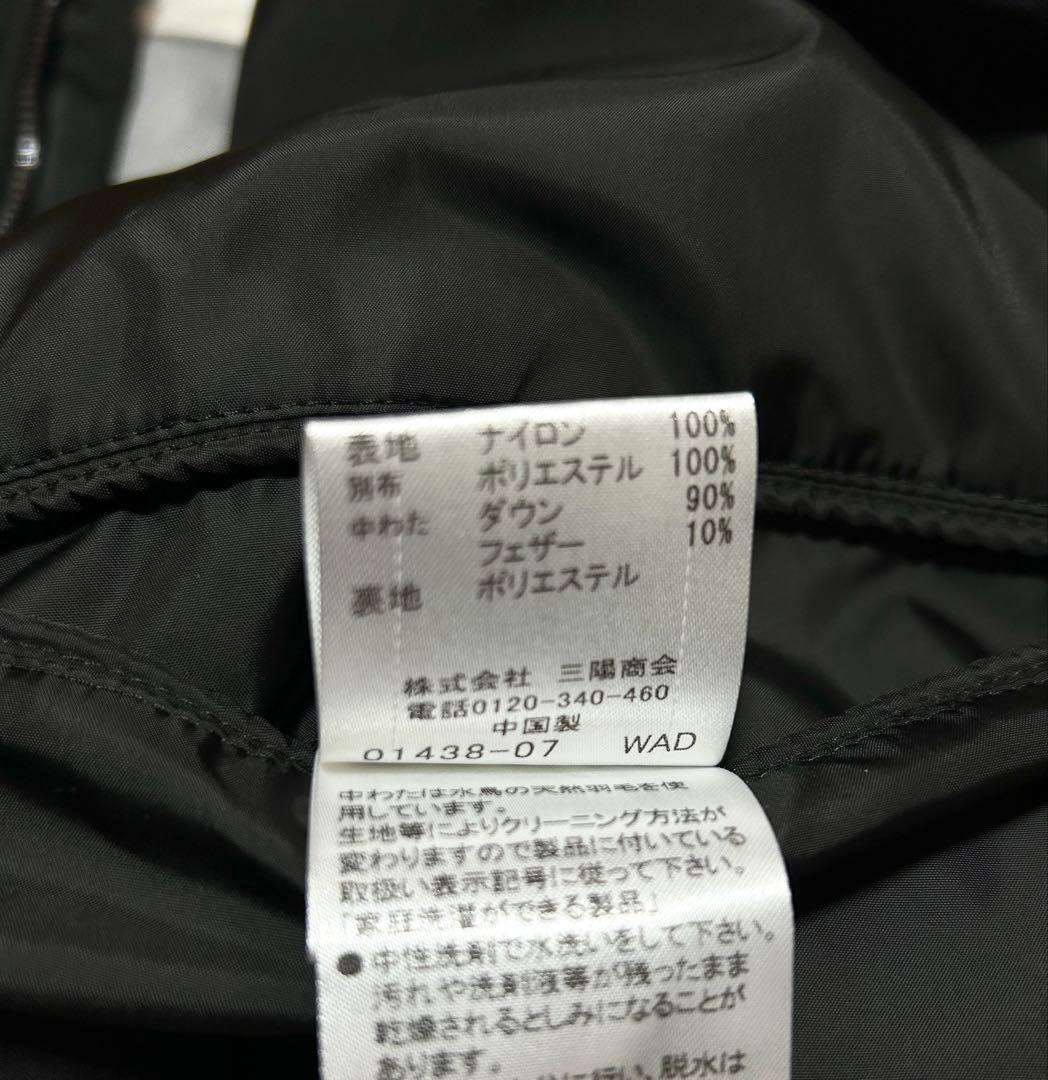 表地 ナイロン 100%
別布 ポリエステル 100%
中わた ダウン 90%
フェザー 10%
裏地 ポリエステル
株式会社 三陽商会
電話0120-340-460
中国製
01438-07 WAD
中わたは水鳥の天然羽毛を使
用しています。
生地等によりクリーニング方法が
変わりますので製品に付いている
取扱い表示記号に従って下さい。
「家庭洗濯ができる製品」
●中性洗剤で水洗いをして下さい。
汚れや洗剤液等が残ったまま
乾燥されるとしみになることが
あります。
に行い、脱水は